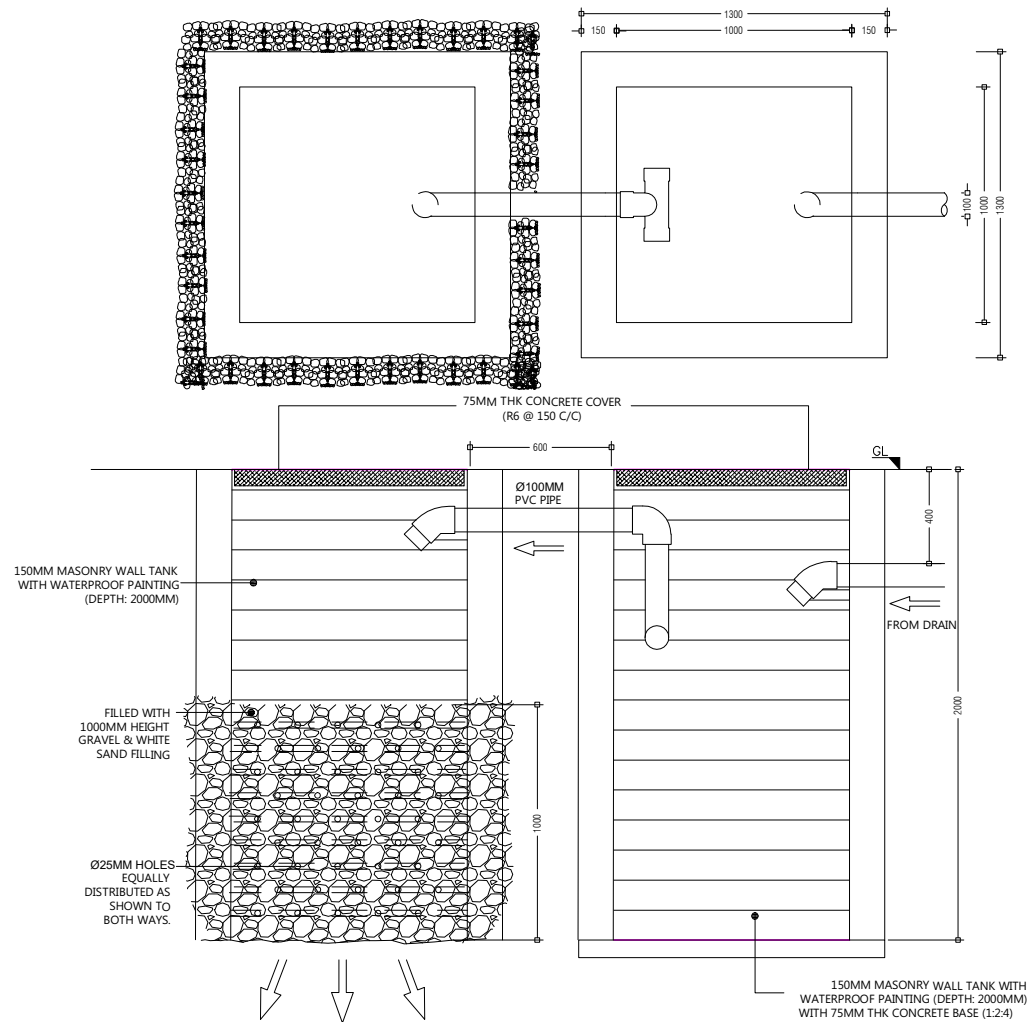 1300
150
1000
150
100
1000
1300
75MM THK CONCRETE COVER
(R6 @ 150 C/C)
600
GL
Ø100MM
PVC PIPE
400
150MM MASONRY WALL TANK
WITH WATERPROOF PAINTING
(DEPTH: 2000MM)
FROM DRAIN
2000
FILLED WITH
1000MM HEIGHT
GRAVEL & WHITE
SAND FILLING
1000
Ø25MM HOLES
EQUALLY
DISTRIBUTED AS
SHOWN TO
BOTH WAYS.
150MM MASONRY WALL TANK WITH
WATERPROOF PAINTING (DEPTH: 2000MM)
WITH 75MM THK CONCRETE BASE (1:2:4)